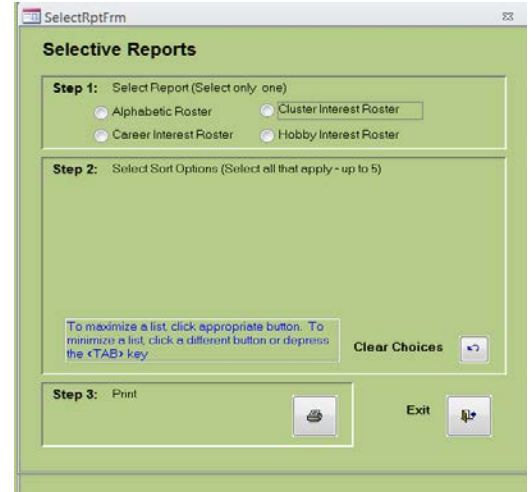 SelectRptFrm
Selective Reports
Step 1: Select Report (Select only one)
Alphabetic Roster Cluster Interest Roster
Career Interest Roster Hobby Interest Roster
Step 2: Select Sort Options (Select all that apply - up to 5)
To maximize a list, click appropriate button. To
minimize a list, click a different button or depress
the <TAB> key
Clear Choices
Step 3: Print
Exit